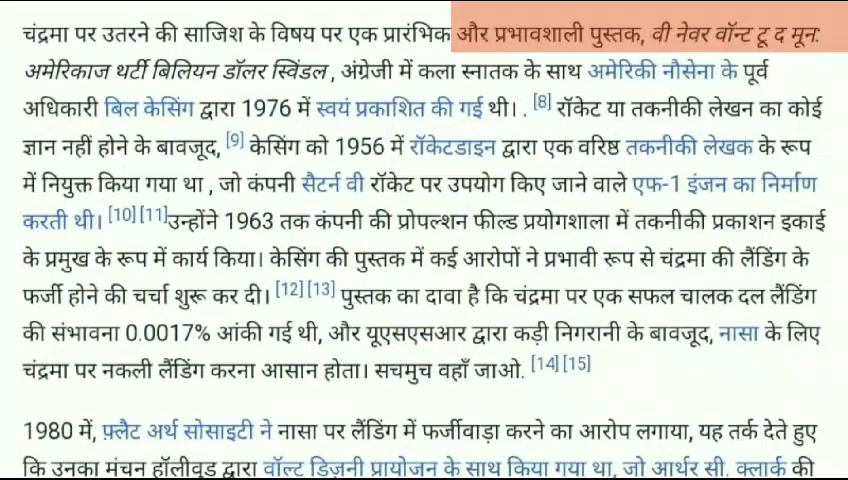 चंद्रमा पर उतरने की साजिश के विषय पर एक प्रारंभिक और प्रभावशाली पुस्तक, वी नेवर वॉन्ट टू द मून:
अमेरिकाज थर्टी बिलियन डॉलर स्विंडल , अंग्रेजी में कला स्नातक के साथ अमेरिकी नौसेना के पूर्व
अधिकारी बिल केसिंग द्वारा 1976 में स्वयं प्रकाशित की गई थी। . [8] रॉकेट या तकनीकी लेखन का कोई
ज्ञान नहीं होने के बावजूद, [9] केसिंग को 1956 में रॉकेटडाइन द्वारा एक वरिष्ठ तकनीकी लेखक के रूप
में नियुक्त किया गया था , जो कंपनी सैटर्न वी रॉकेट पर उपयोग किए जाने वाले एफ-1 इंजन का निर्माण
करती थी। [10] [11]उन्होंने 1963 तक कंपनी की प्रोपल्शन फील्ड प्रयोगशाला में तकनीकी प्रकाशन इकाई
के प्रमुख के रूप में कार्य किया। केसिंग की पुस्तक में कई आरोपों ने प्रभावी रूप से चंद्रमा की लैंडिंग के
फर्जी होने की चर्चा शुरू कर दी। [12] [13] पुस्तक का दावा है कि चंद्रमा पर एक सफल चालक दल लैंडिंग
की संभावना 0.0017% आंकी गई थी, और यूएसएसआर द्वारा कड़ी निगरानी के बावजूद, नासा के लिए
चंद्रमा पर नकली लैंडिंग करना आसान होता। सचमुच वहाँ जाओ. [14] [15]
1980 में, फ़्लैट अर्थ सोसाइटी ने नासा पर लैंडिंग में फर्जीवाड़ा करने का आरोप लगाया, यह तर्क देते हुए
कि उनका मंचन हॉलीवुड द्वारा वॉल्ट डिज़नी प्रायोजन के साथ किया गया था, जो आर्थर सी. क्लार्क की